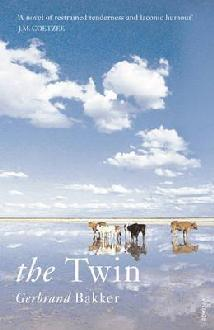 'A novel of restrained tenderness and laconic humour'
J.M. COETZEE
the Twin
Gerbrand Bakker